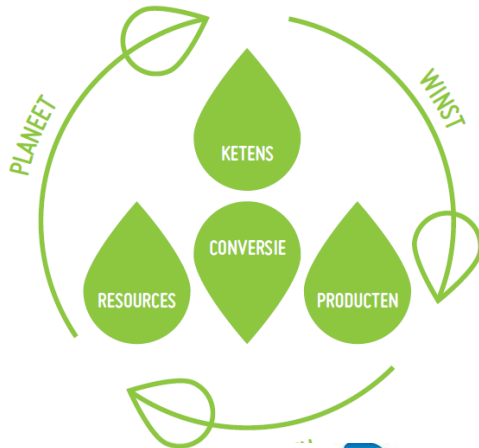 PLANEET
WINST
KETENS
CONVERSIE
RESOURCES
PRODUCTEN